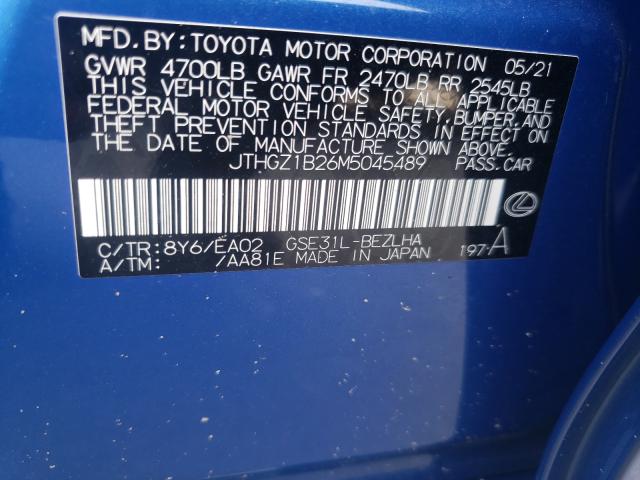 MFD. BY: TOYOTA MOTOR CORPORATION 05/21
GVWR 4700LB GAWR FR 2470LB RR 2545LB
THIS VEHICLE CONFORMS TO ALL APPLICABLE
FEDERAL MOTOR VEHICLE SAFETY, BUMPER, AND
THEFT PREVENTION STANDARDS IN EFFECT ON
THE DATE OF MANUFACTURE SHOWN ABOVE.
JTHGZ1B26M5045489 PASS. CAR
C/TR: 8Y6/EA02 GSE31L-BEZLHA
A/TM: /AA81E MADE IN JAPAN 197-A